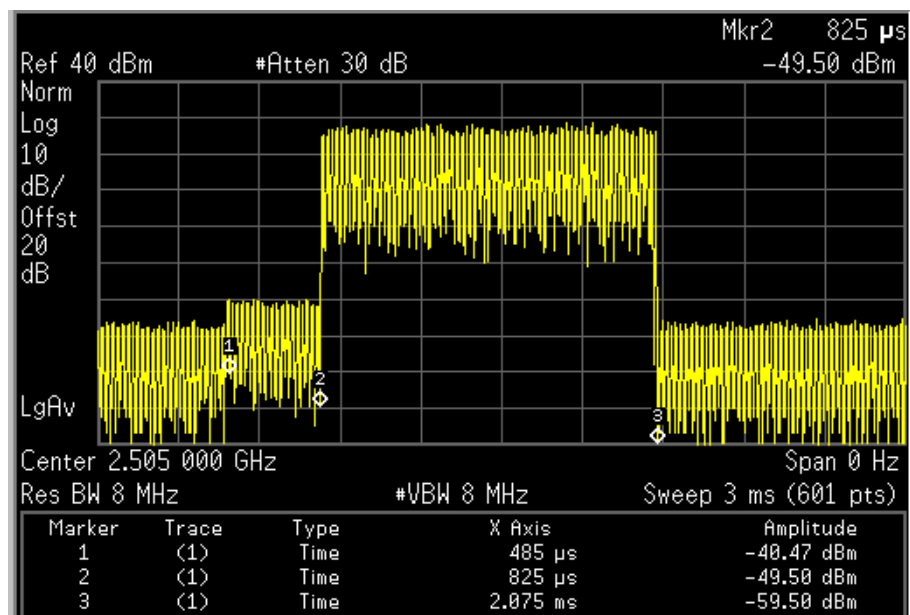 Mkr2 825 µs
Ref 40 dBm #Atten 30 dB -49.50 dBm
Norm
Log
10
dB/
Offst
20
dB
1
2
3
LgAv
Center 2.505 000 GHz Span 0 Hz
Res BW 8 MHz #VBW 8 MHz Sweep 3 ms (601 pts)
Marker Trace Type X Axis Amplitude
1 (1) Time 485 µs -40.47 dBm
2 (1) Time 825 µs -49.50 dBm
3 (1) Time 2.075 ms -59.50 dBm